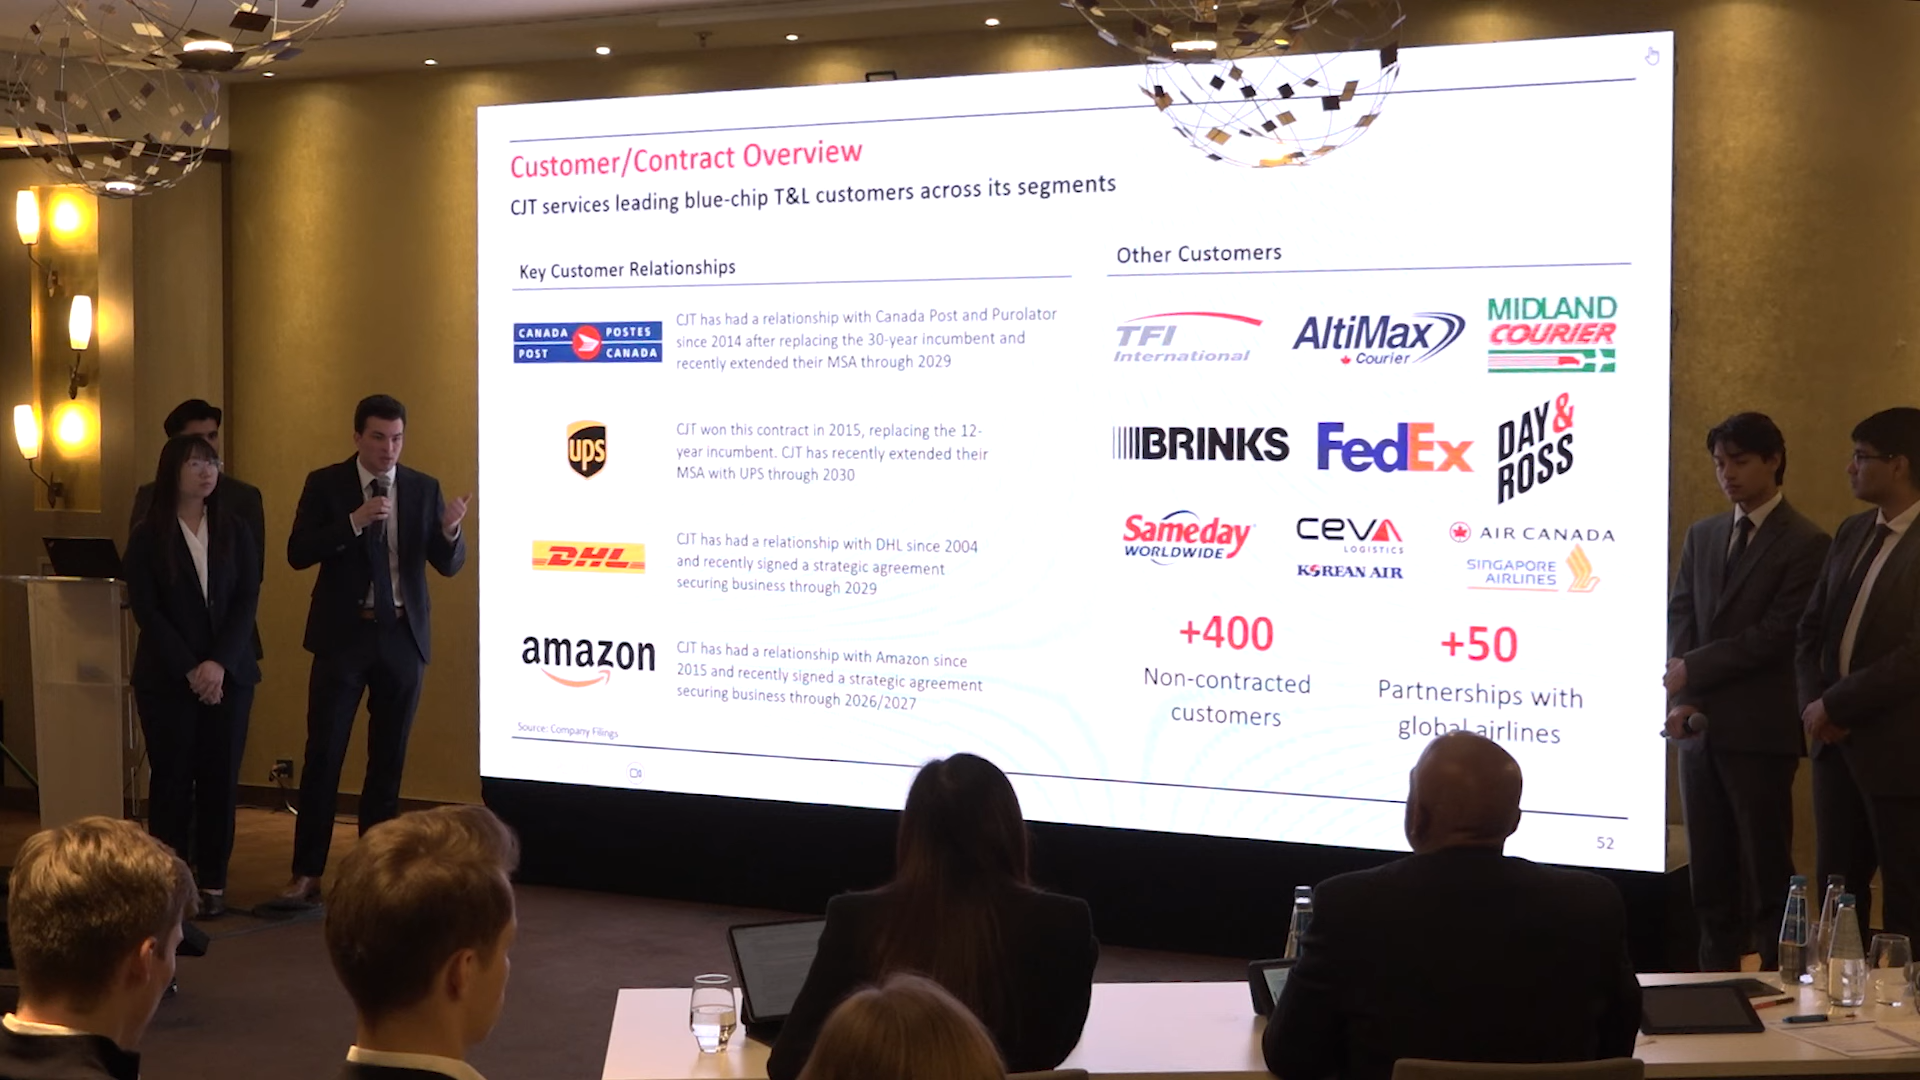 Customer/Contract Overview
CJT services leading blue-chip T&L customers across its segments
Key Customer Relationships
CANADA POSTES
POST CANADA
CJT has had a relationship with Canada Post and Purolator
since 2014 after replacing the 30-year incumbent and
recently extended their MSA through 2029
ups
CJT won this contract in 2015, replacing the 12-
year incumbent. CJT has recently extended their
MSA with UPS through 2030
DHL
CJT has had a relationship with DHL since 2004
and recently signed a strategic agreement
securing business through 2029
amazon
CJT has had a relationship with Amazon since
2015 and recently signed a strategic agreement
securing business through 2026/2027
Source: Company Filings
Other Customers
TFI
International
AltiMax
Courier
MIDLAND
COURIER
BRINKS
FedEx
DAY &
ROSS
Sameday
WORLDWIDE
CEVA
LOGISTICS
KOREAN AIR
AIR CANADA
SINGAPORE
AIRLINES
+400
Non-contracted
customers
+50
Partnerships with
global airlines
52